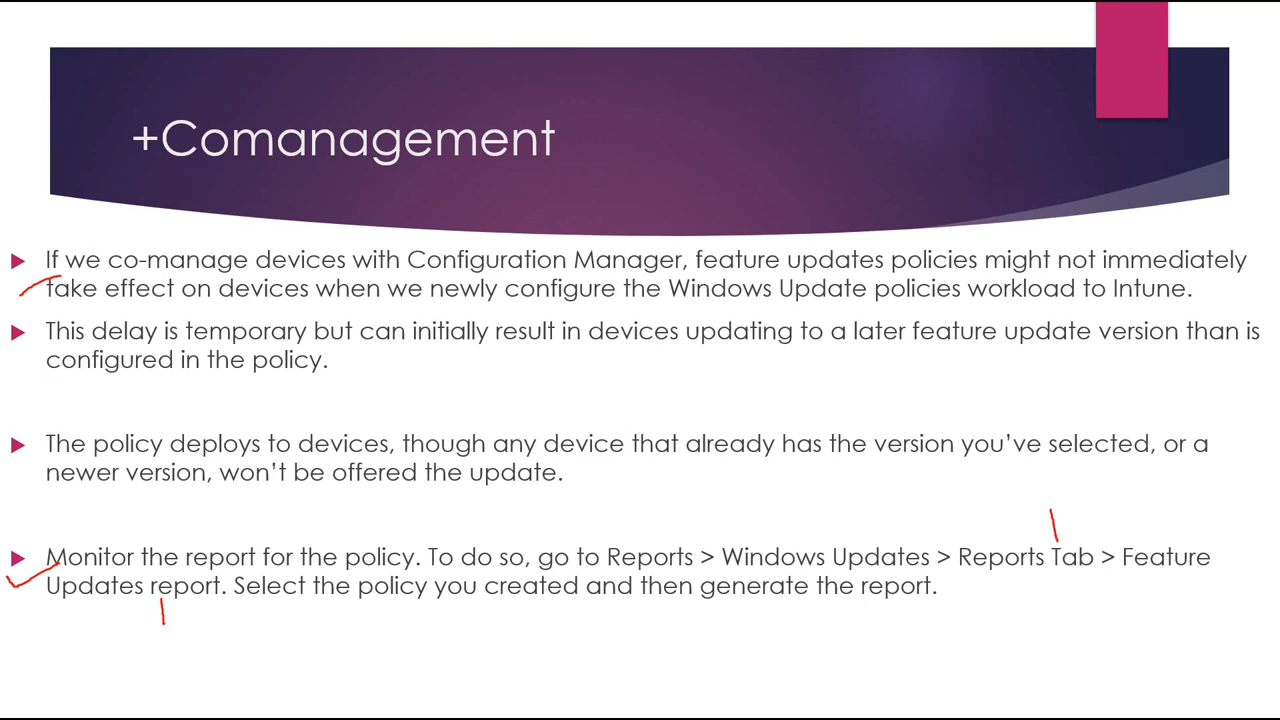 +Comanagement
If we co-manage devices with Configuration Manager, feature updates policies might not immediately
take effect on devices when we newly configure the Windows Update policies workload to Intune.
This delay is temporary but can initially result in devices updating to a later feature update version than is
configured in the policy.
The policy deploys to devices, though any device that already has the version you’ve selected, or a
newer version, won’t be offered the update.
Monitor the report for the policy. To do so, go to Reports > Windows Updates > Reports Tab > Feature
Updates report. Select the policy you created and then generate the report.